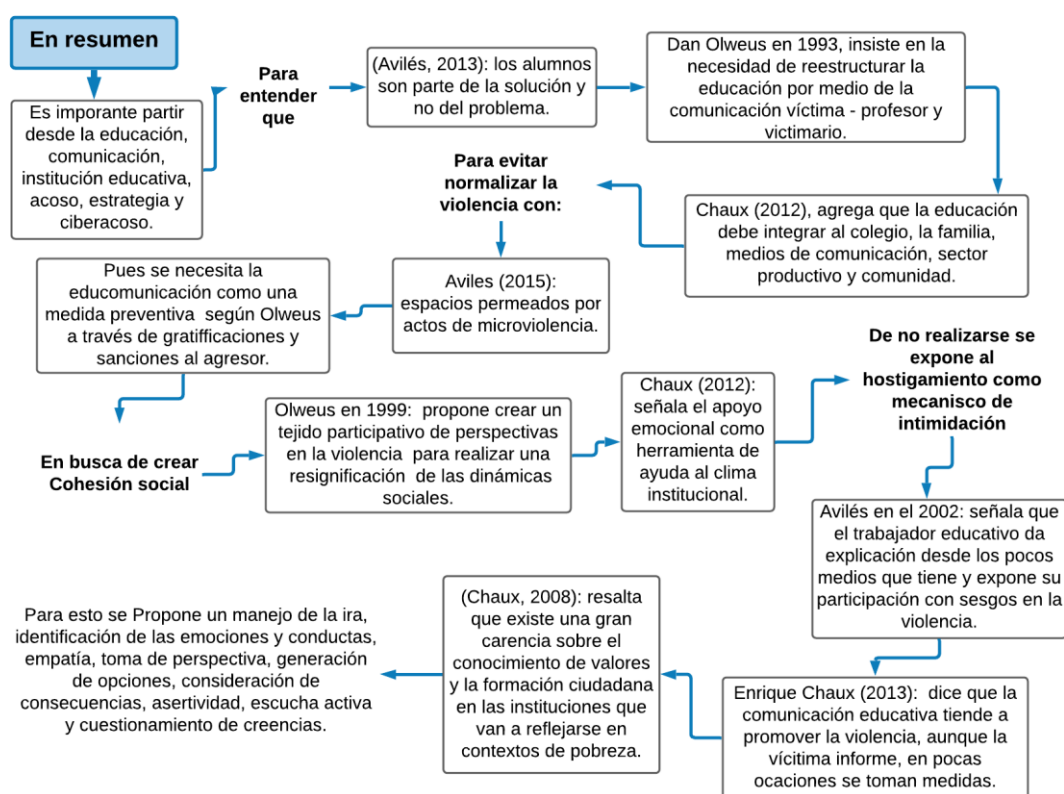 En resumen
Es imporante partir
desde la educación,
comunicación,
institución educativa,
acoso, estrategia y
ciberacoso.
Para
entender
que
(Avilés, 2013): los alumnos
son parte de la solución y
no del problema.
Dan Olweus en 1993, insiste en la
necesidad de reestructurar la
educación por medio de la
comunicación víctima - profesor y
victimario.
Chaux (2012), agrega que la educación
debe integrar al colegio, la familia,
medios de comunicación, sector
productivo y comunidad.
Para evitar
normalizar la
violencia con:
Aviles (2015):
espacios permeados por
actos de microviolencia.
Pues se necesita la
educomunicación como una
medida preventiva según Olweus
a través de gratifficaciones y
sanciones al agresor.
En busca de crear
Cohesión social
Olweus en 1999: propone crear un
tejido participativo de perspectivas
en la violencia para realizar una
resignificación de las dinámicas
sociales.
Chaux (2012):
señala el apoyo
emocional como
herramienta de
ayuda al clima
institucional.
De no realizarse se
expone al
hostigamiento como
mecanisco de
intimidación
Avilés en el 2002: señala que
el trabajador educativo da
explicación desde los pocos
medios que tiene y expone su
participación con sesgos en la
violencia.
Enrique Chaux (2013): dice que la
comunicación educativa tiende a
promover la violencia, aunque la
vícitima informe, en pocas
ocaciones se toman medidas.
(Chaux, 2008): resalta
que existe una gran
carencia sobre el
conocimiento de valores
y la formación ciudadana
en las instituciones que
van a reflejarse en
contextos de pobreza.
Para esto se Propone un manejo de la ira,
identificación de las emociones y conductas,
empatía, toma de perspectiva, generación
de opciones, consideración de
consecuencias, asertividad, escucha activa
y cuestionamiento de creencias.